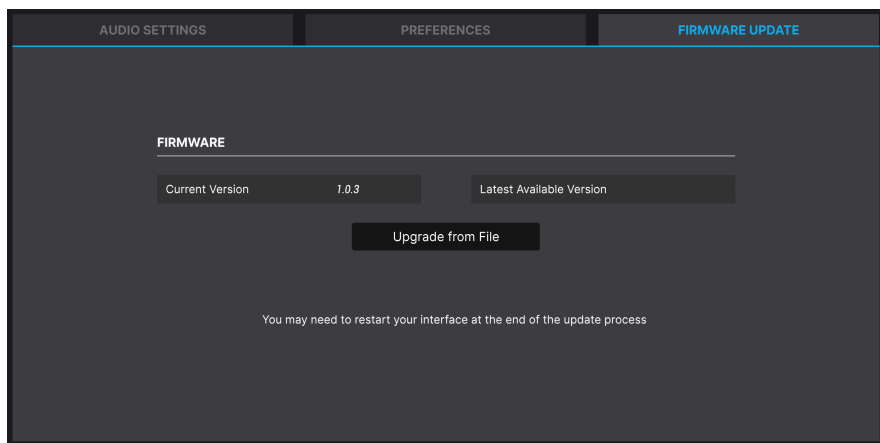 AUDIO SETTINGS PREFERENCES FIRMWARE UPDATE
FIRMWARE
Current Version 1.0.3 Latest Available Version
Upgrade from File
You may need to restart your interface at the end of the update process